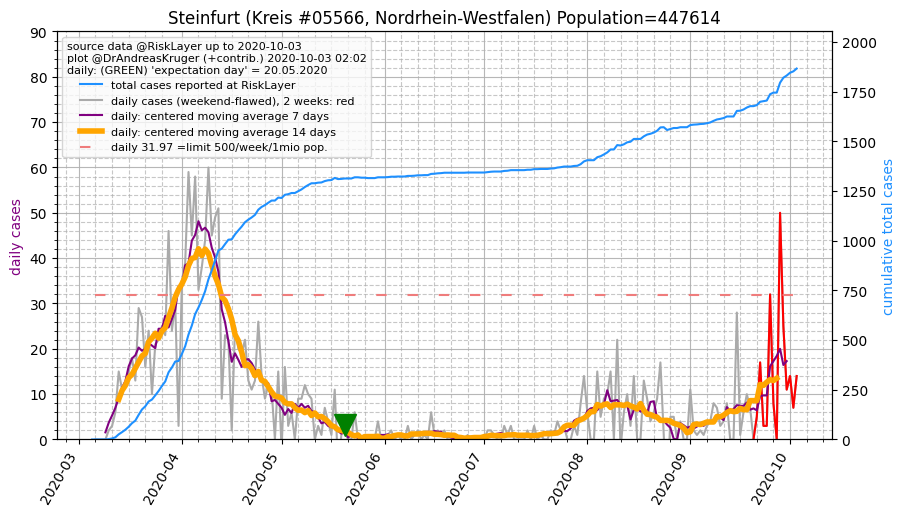 Steinfurt (Kreis #05566, Nordrhein-Westfalen) Population=447614
source data @RiskLayer up to 2020-10-03
plot @DrAndreasKruger (+contrib.) 2020-10-03 02:02
daily: (GREEN) 'expectation day' = 20.05.2020
total cases reported at RiskLayer
daily cases (weekend-flawed), 2 weeks: red
daily: centered moving average 7 days
daily: centered moving average 14 days
daily 31.97 =limit 500/week/1mio pop.
daily cases
90
80
70
60
50
40
30
20
10
0
2000
1750
1500
1250
1000
750
500
250
0
cumulative total cases
2020-03
2020-04
2020-05
2020-06
2020-07
2020-08
2020-09
2020-10